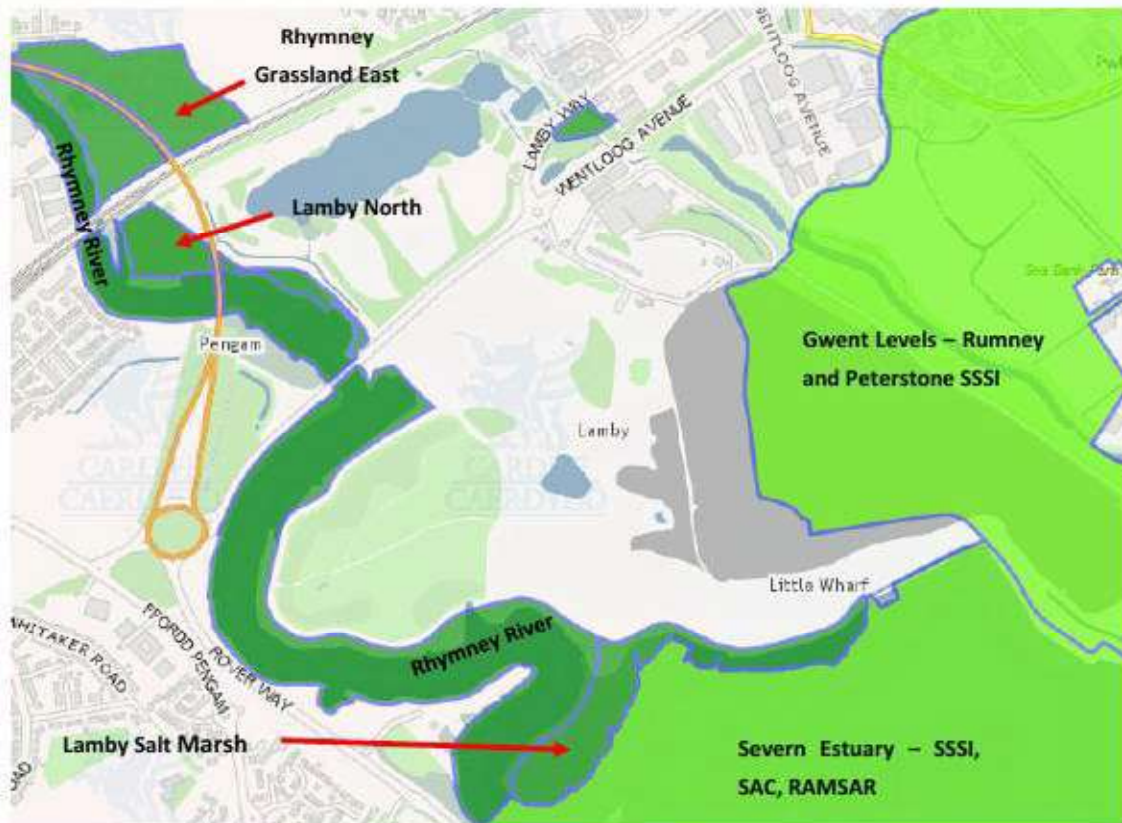 Rhymney
Grassland East
Rhymney River
LAMBY WAY
WENTLOOG AVENUE
WENTLOOG AVENUE
Lamby North
Pengam
Gwent Levels – Rumney
and Peterstone SSSI
Lamby
CARDIFF
CAERDYDD
Little Wharf
Rhymney River
FFORDD PENGAM
ROVER WAY
WHITAKER ROAD
ROAD
Lamby Salt Marsh
Severn Estuary – SSSI,
SAC, RAMSAR